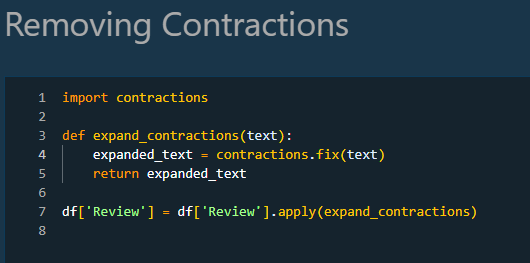 Removing Contractions
1 import contractions
2
3 def expand_contractions(text):
4     expanded_text = contractions.fix(text)
5     return expanded_text
6
7 df['Review'] = df['Review'].apply(expand_contractions)
8